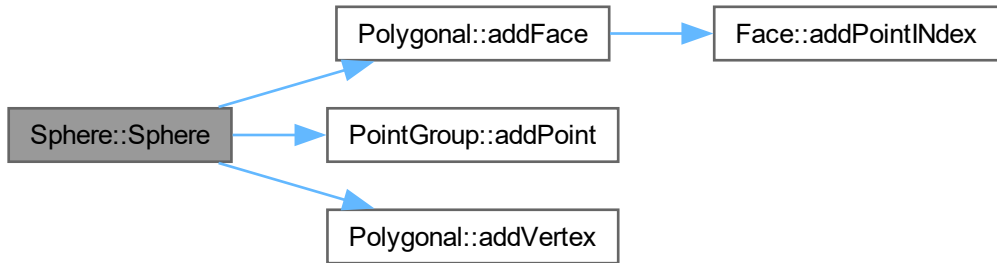 Polygonal::addFace
Face::addPointINdex
Sphere::Sphere
PointGroup::addPoint
Polygonal::addVertex